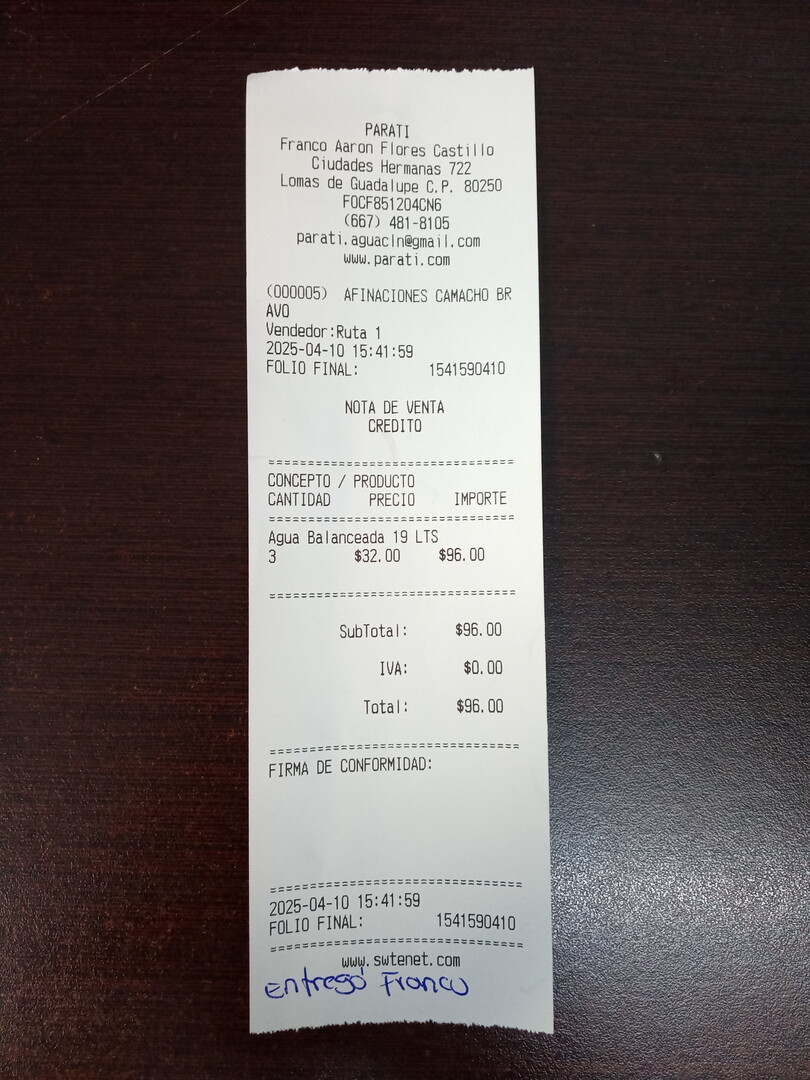 PARATI
Franco Aaron Flores Castillo
Ciudades Hermanas 722
Lomas de Guadalupe C.P. 80250
FOCF851204CN6
(667) 481-8105
parati.aguacln@gmail.com
www.parati.com
(000005) AFINACIONES CAMACHO BR
AVO
Vendedor:Ruta 1
2025-04-10 15:41:59
FOLIO FINAL: 1541590410
NOTA DE VENTA
CREDITO
================================
CONCEPTO / PRODUCTO
CANTIDAD PRECIO IMPORTE
================================
Agua Balanceada 19 LTS
3 $32.00 $96.00
================================
SubTotal: $96.00
IVA: $0.00
Total: $96.00
================================
FIRMA DE CONFORMIDAD:
================================
2025-04-10 15:41:59
FOLIO FINAL: 1541590410
================================
www.swtenet.com
entregó Franco